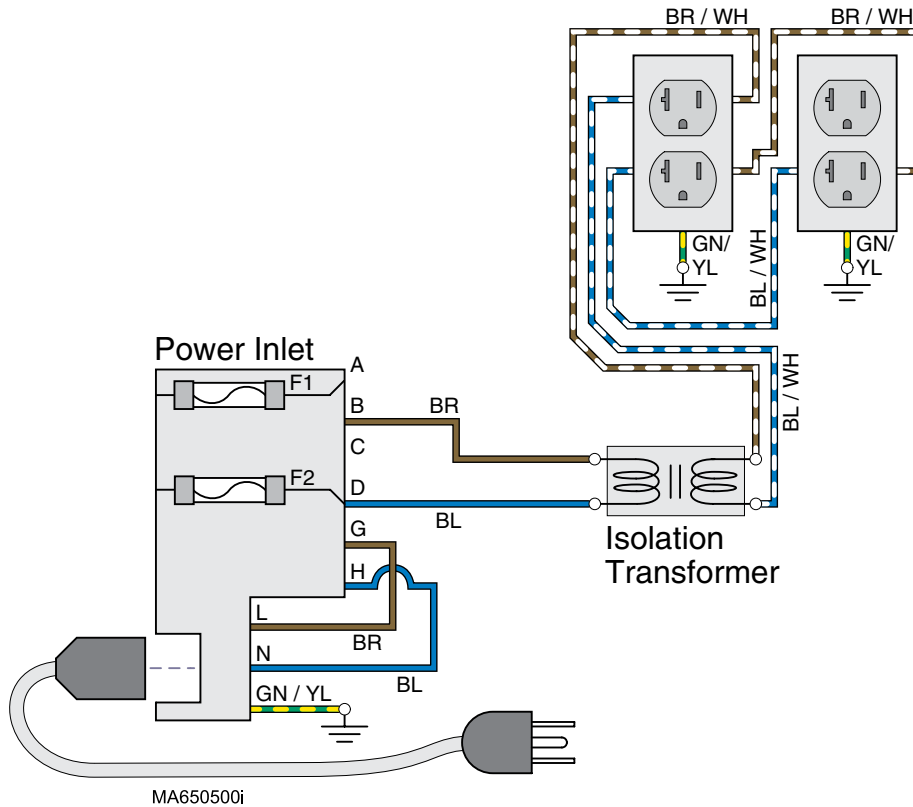 BR / WH
BR / WH
GN/
YL
BL / WH
GN/
YL
Power Inlet
F1
A
B
BR
C
BL / WH
F2
D
BL
G
Isolation
Transformer
H
L
BR
N
BL
GN / YL
MA650500i